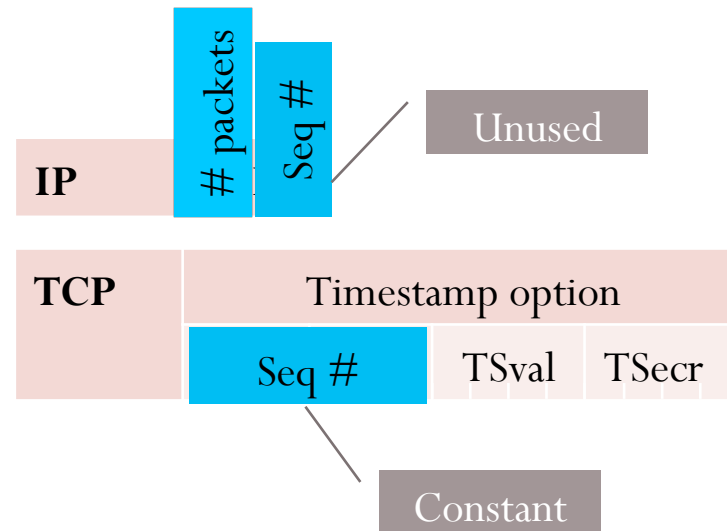 # packets
Seq #
Unused
IP
TCP
Timestamp option
Seq #
TSval
TSecr
Constant